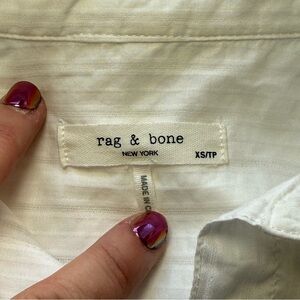 rag & bone
NEW YORK XS/TP
MADE IN C